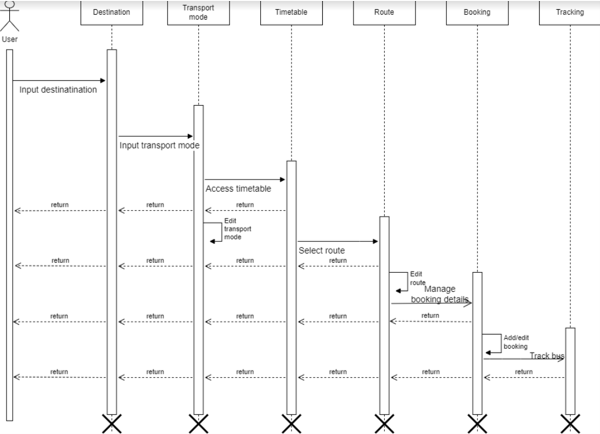 Destination
Transport
mode
Timetable
Route
Booking
Tracking
User
Input destinatination
Input transport mode
Access timetable
return
return
return
Edit
transport
mode
Select route
return
return
return
return
Edit
route
Manage
booking details
return
return
return
return
return
Add/edit
booking
Track bus
return
return
return
return
return
return